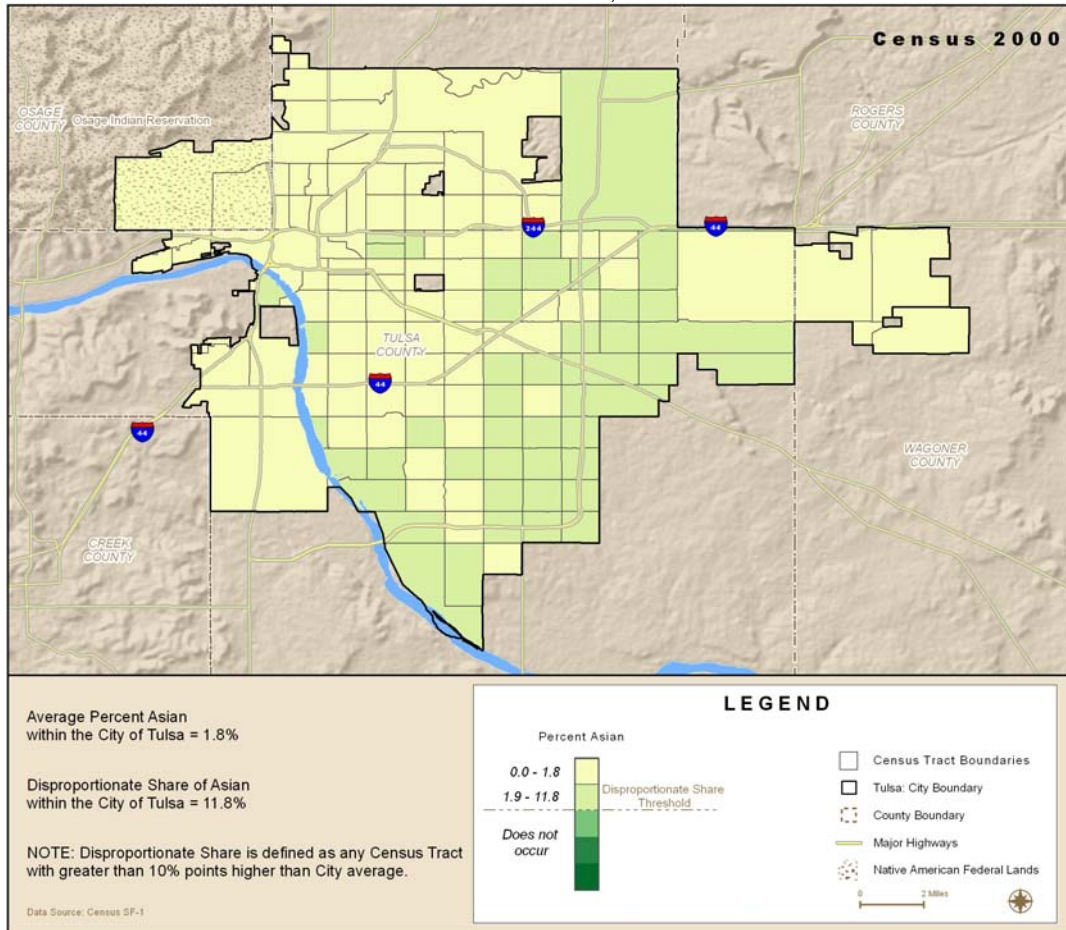 Census 2000
OSAGE
COUNTY
Osage Indian Reservation
ROGERS
COUNTY
244
44
TULSA
COUNTY
44
44
WAGONER
COUNTY
CREEK
COUNTY
Average Percent Asian
within the City of Tulsa = 1.8%
Disproportionate Share of Asian
within the City of Tulsa = 11.8%
NOTE: Disproportionate Share is defined as any Census Tract
with greater than 10% points higher than City average.
Data Source: Census SF-1
LEGEND
Percent Asian
0.0 - 1.8
1.9 - 11.8
Disproportionate Share
Threshold
Does not
occur
Census Tract Boundaries
Tulsa: City Boundary
County Boundary
Major Highways
Native American Federal Lands
0 2 Miles